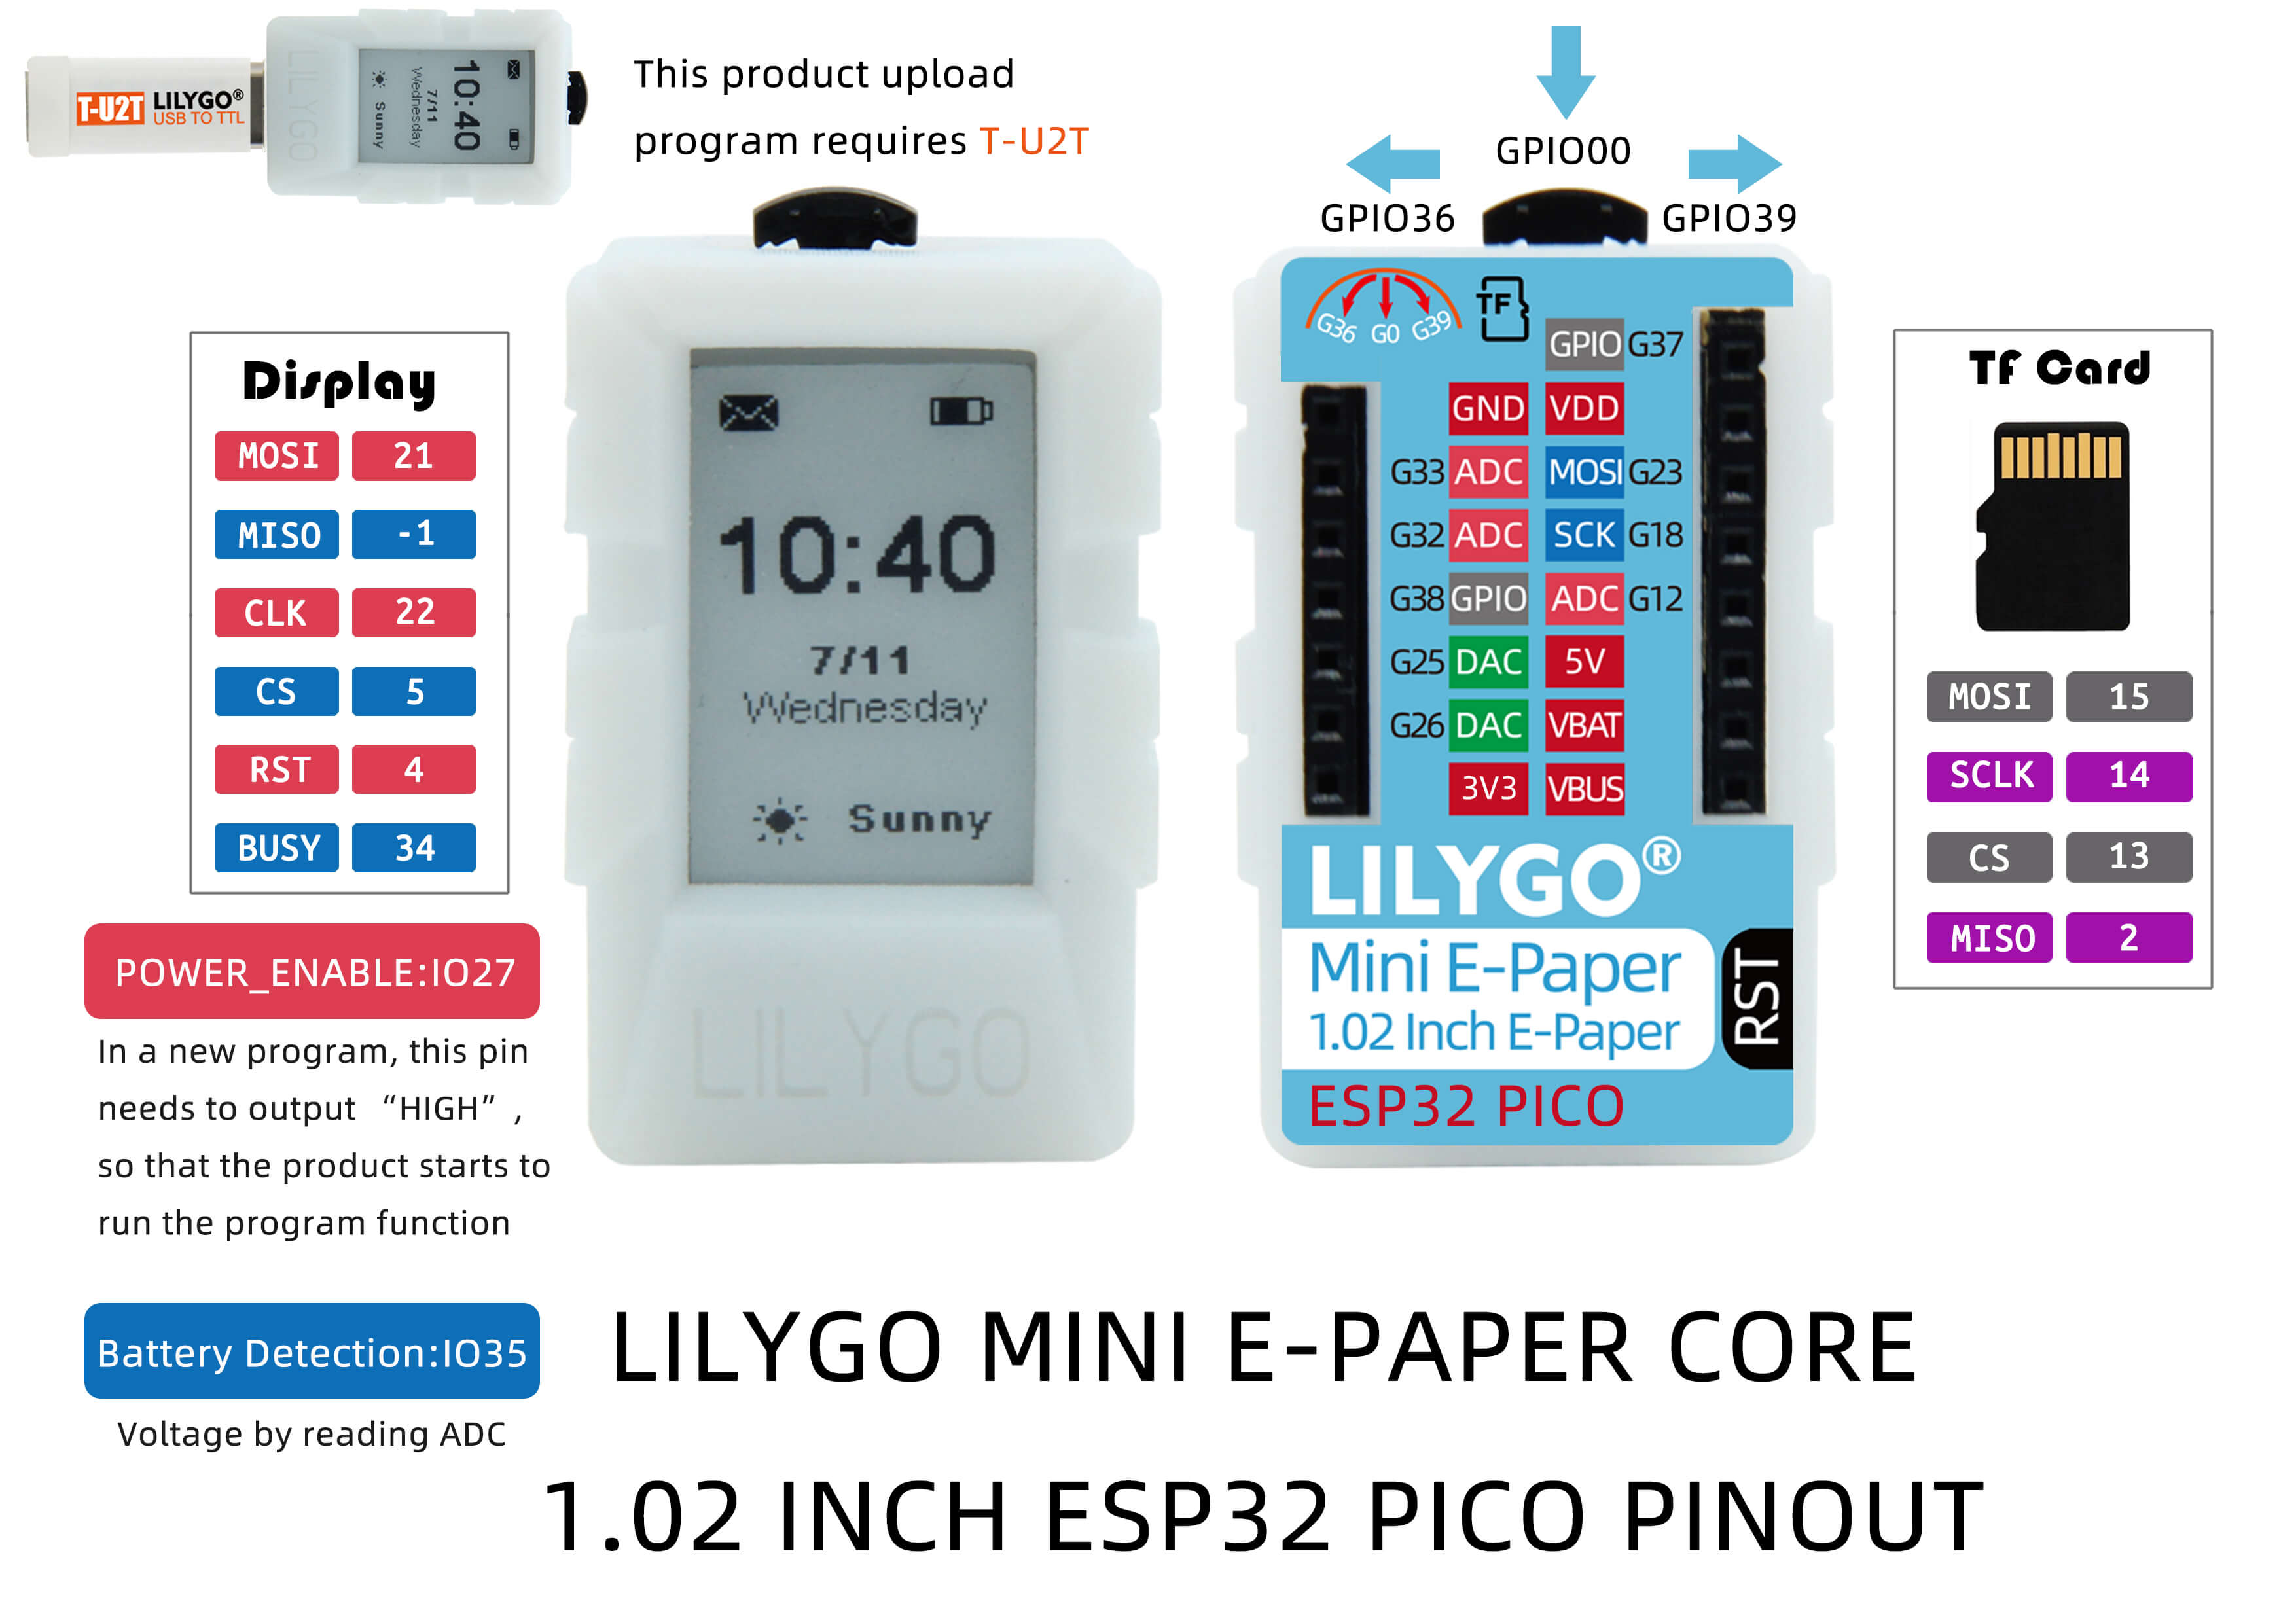 T-U2T LILYGO®
USB TO TTL
LILYGO
10:40
7/11
Wednesday
Sunny
This product upload
program requires T-U2T
GPIO00
GPIO36
GPIO39
Display
MOSI 21
MISO -1
CLK 22
CS 5
RST 4
BUSY 34
POWER_ENABLE:IO27
In a new program, this pin
needs to output “HIGH” ,
so that the product starts to
run the program function
Battery Detection:IO35
Voltage by reading ADC
10:40
7/11
Wednesday
Sunny
LILYGO
G36 G0 G39
TF
GPIO G37
GND VDD
G33 ADC MOSI G23
G32 ADC SCK G18
G38 GPIO ADC G12
G25 DAC 5V
G26 DAC VBAT
3V3 VBUS
LILYGO®
Mini E-Paper
1.02 Inch E-Paper
RST
ESP32 PICO
TF Card
MOSI 15
SCLK 14
CS 13
MISO 2
LILYGO MINI E-PAPER CORE
1.02 INCH ESP32 PICO PINOUT